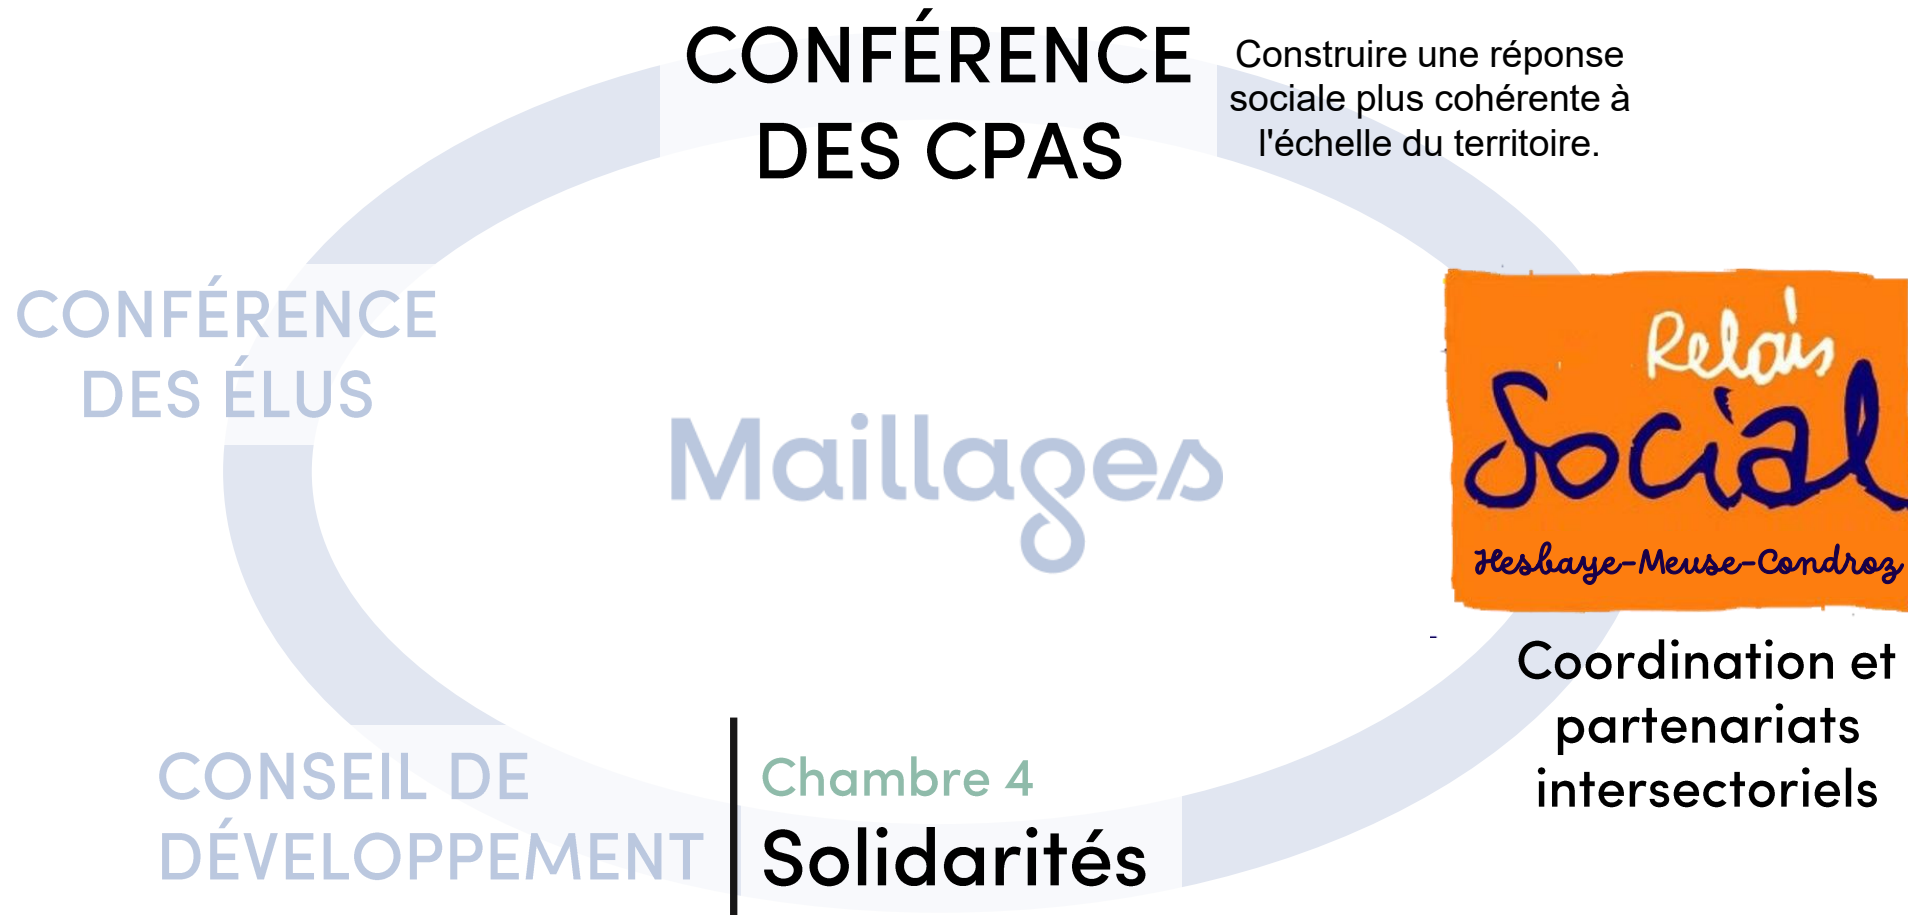 CONFÉRENCE
DES CPAS
Construire une réponse
sociale plus cohérente à
l'échelle du territoire.
CONFÉRENCE
DES ÉLUS
Maillages
Relais
Social
Hesbaye-Meuse-Condroz
Coordination et
partenariats
intersectoriels
CONSEIL DE
DÉVELOPPEMENT
Chambre 4
Solidarités